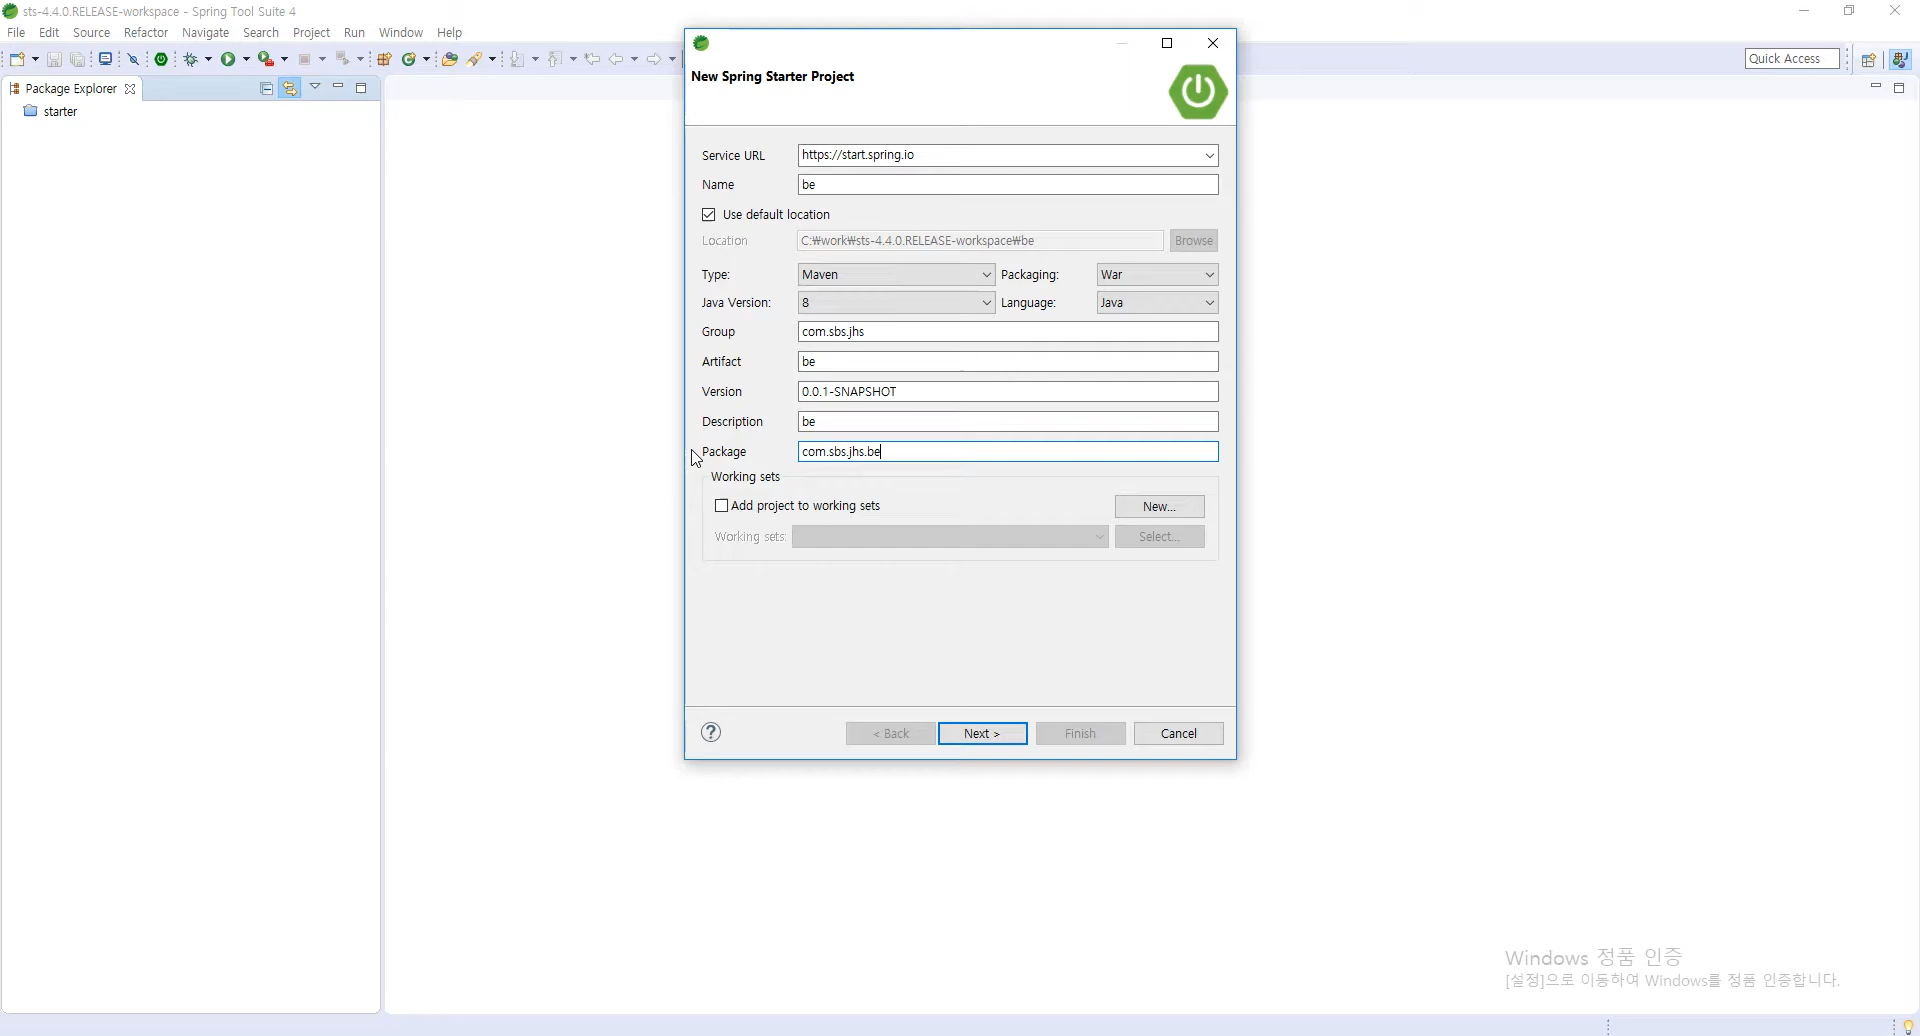 sts-4.4.0.RELEASE-workspace - Spring Tool Suite 4
File Edit Source Refactor Navigate Search Project Run Window Help
Quick Access
Package Explorer
starter
New Spring Starter Project
Service URL https://start.spring.io
Name be
Use default location
Location C:₩work₩sts-4.4.0.RELEASE-workspace₩be Browse
Type: Maven Packaging: War
Java Version: 8 Language: Java
Group com.sbs.jhs
Artifact be
Version 0.0.1-SNAPSHOT
Description be
Package com.sbs.jhs.be
Working sets
Add project to working sets New...
Working sets: Select...
? < Back Next > Finish Cancel
Windows 정품 인증
[설정]으로 이동하여 Windows를 정품 인증합니다.